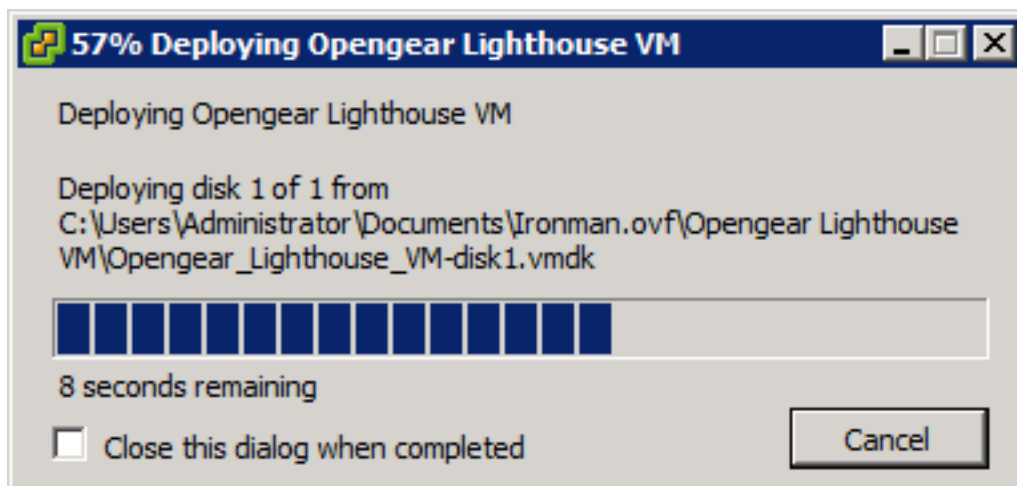 57% Deploying Opengear Lighthouse VM
Deploying Opengear Lighthouse VM
Deploying disk 1 of 1 from
C:\Users\Administrator\Documents\Ironman.ovf\Opengear Lighthouse
VM\Opengear_Lighthouse_VM-disk1.vmdk
8 seconds remaining
Close this dialog when completed
Cancel